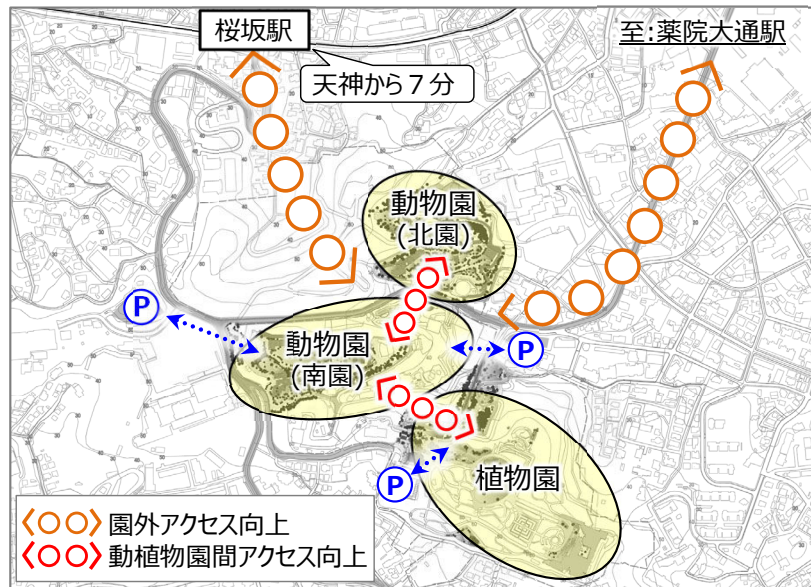 桜坂駅
至:薬院大通駅
天神から７分
動物園
(北園)
P
動物園
(南園)
P
植物園
P
園外アクセス向上
動植物園間アクセス向上